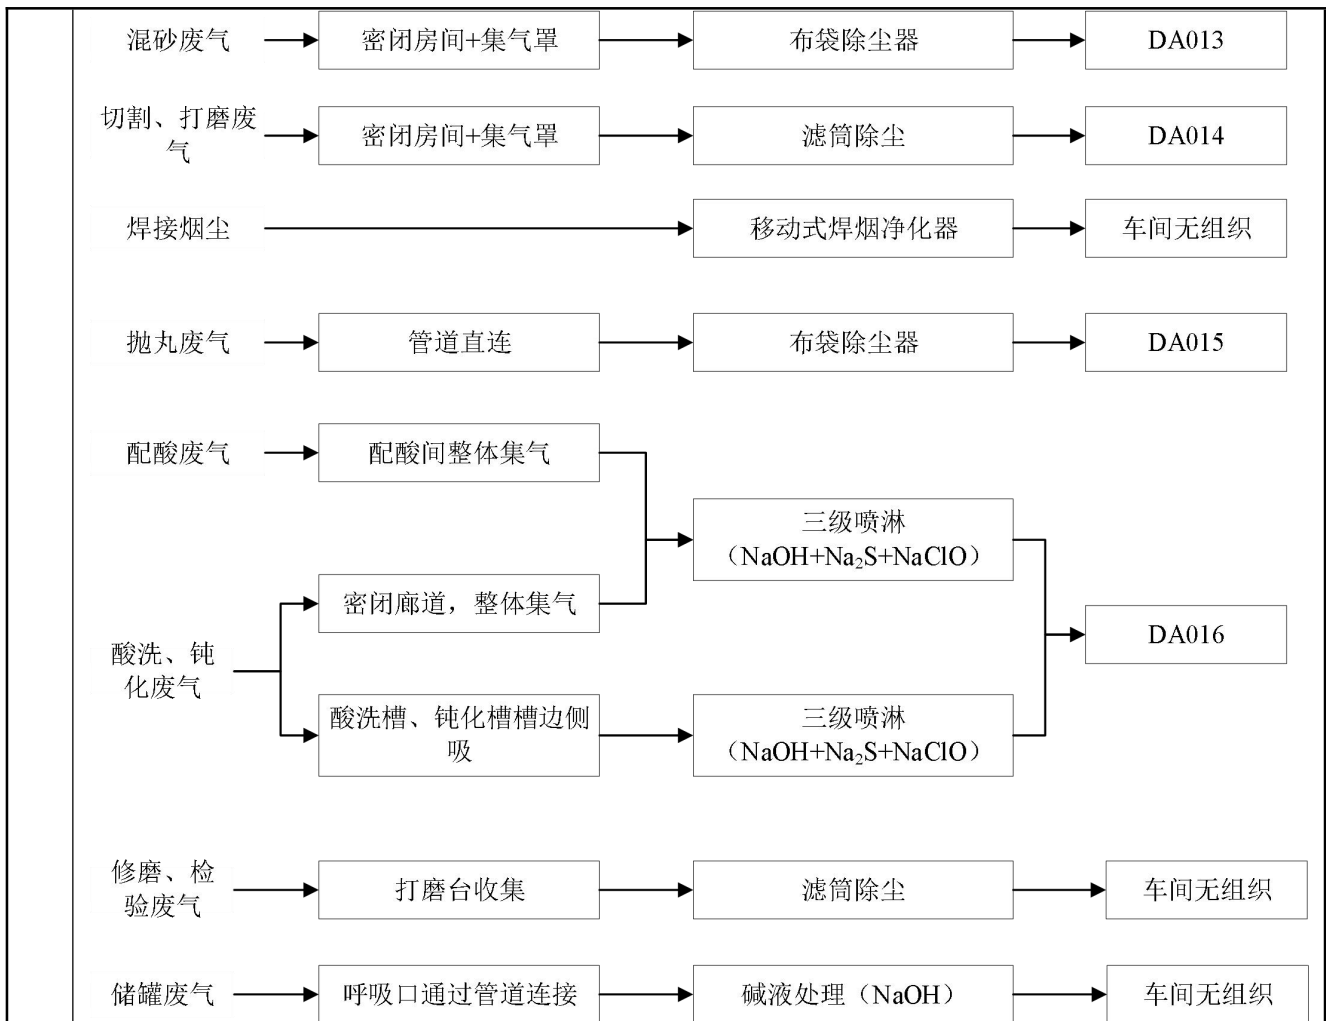 混砂废气
密闭房间+集气罩
布袋除尘器
DA013
切割、打磨废
气
密闭房间+集气罩
滤筒除尘
DA014
焊接烟尘
移动式焊烟净化器
车间无组织
抛丸废气
管道直连
布袋除尘器
DA015
配酸废气
配酸间整体集气
三级喷淋
（NaOH+Na₂S+NaClO）
密闭廊道，整体集气
DA016
酸洗、钝
化废气
酸洗槽、钝化槽槽边侧
吸
三级喷淋
（NaOH+Na₂S+NaClO）
修磨、检
验废气
打磨台收集
滤筒除尘
车间无组织
储罐废气
呼吸口通过管道连接
碱液处理（NaOH）
车间无组织